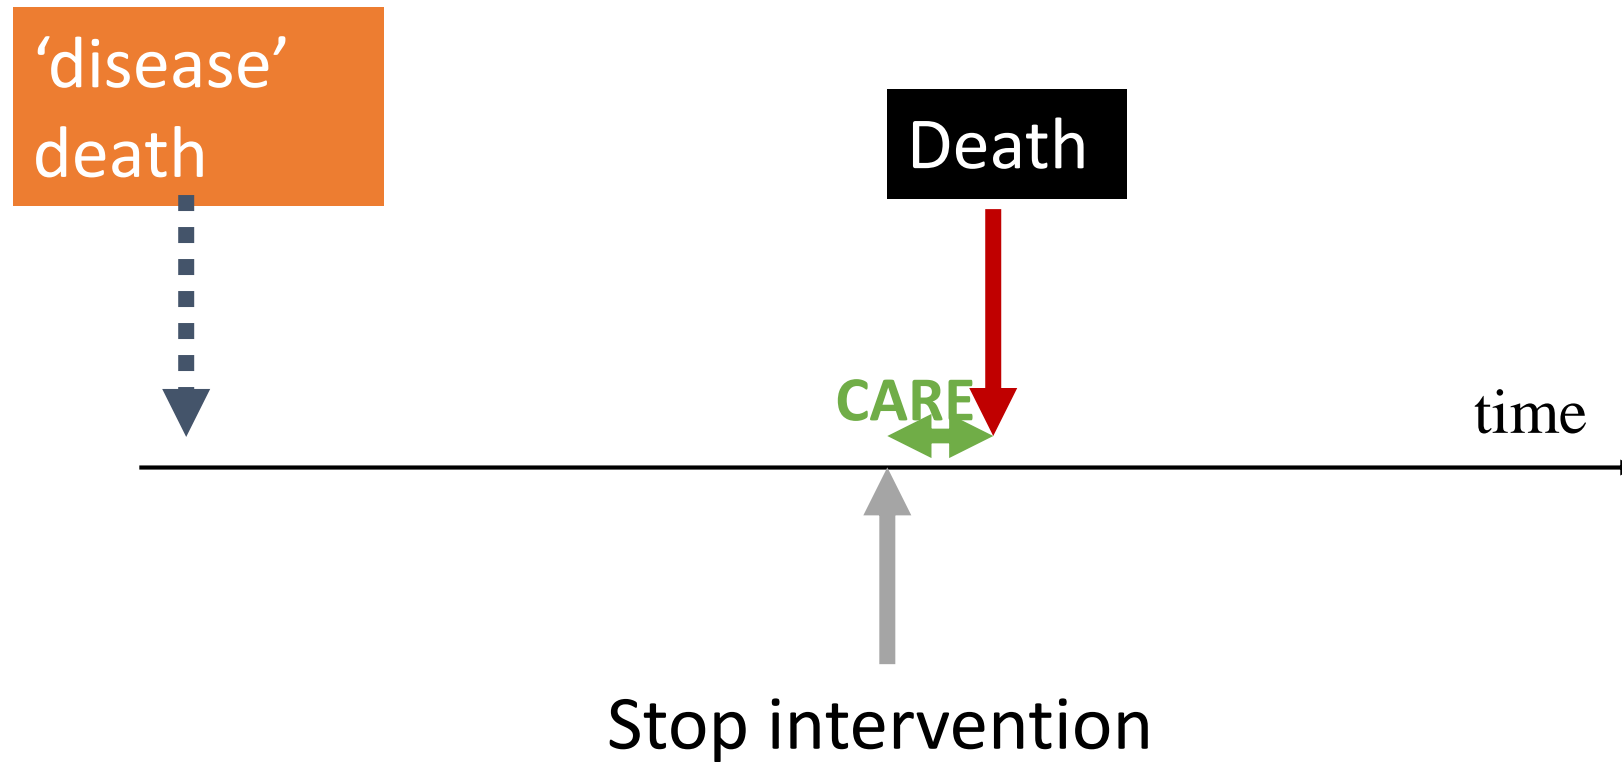 ‘disease’
death
Death
CARE
time
Stop intervention